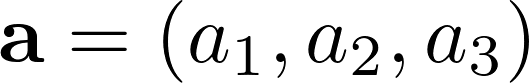 a = (a₁, a₂, a₃)